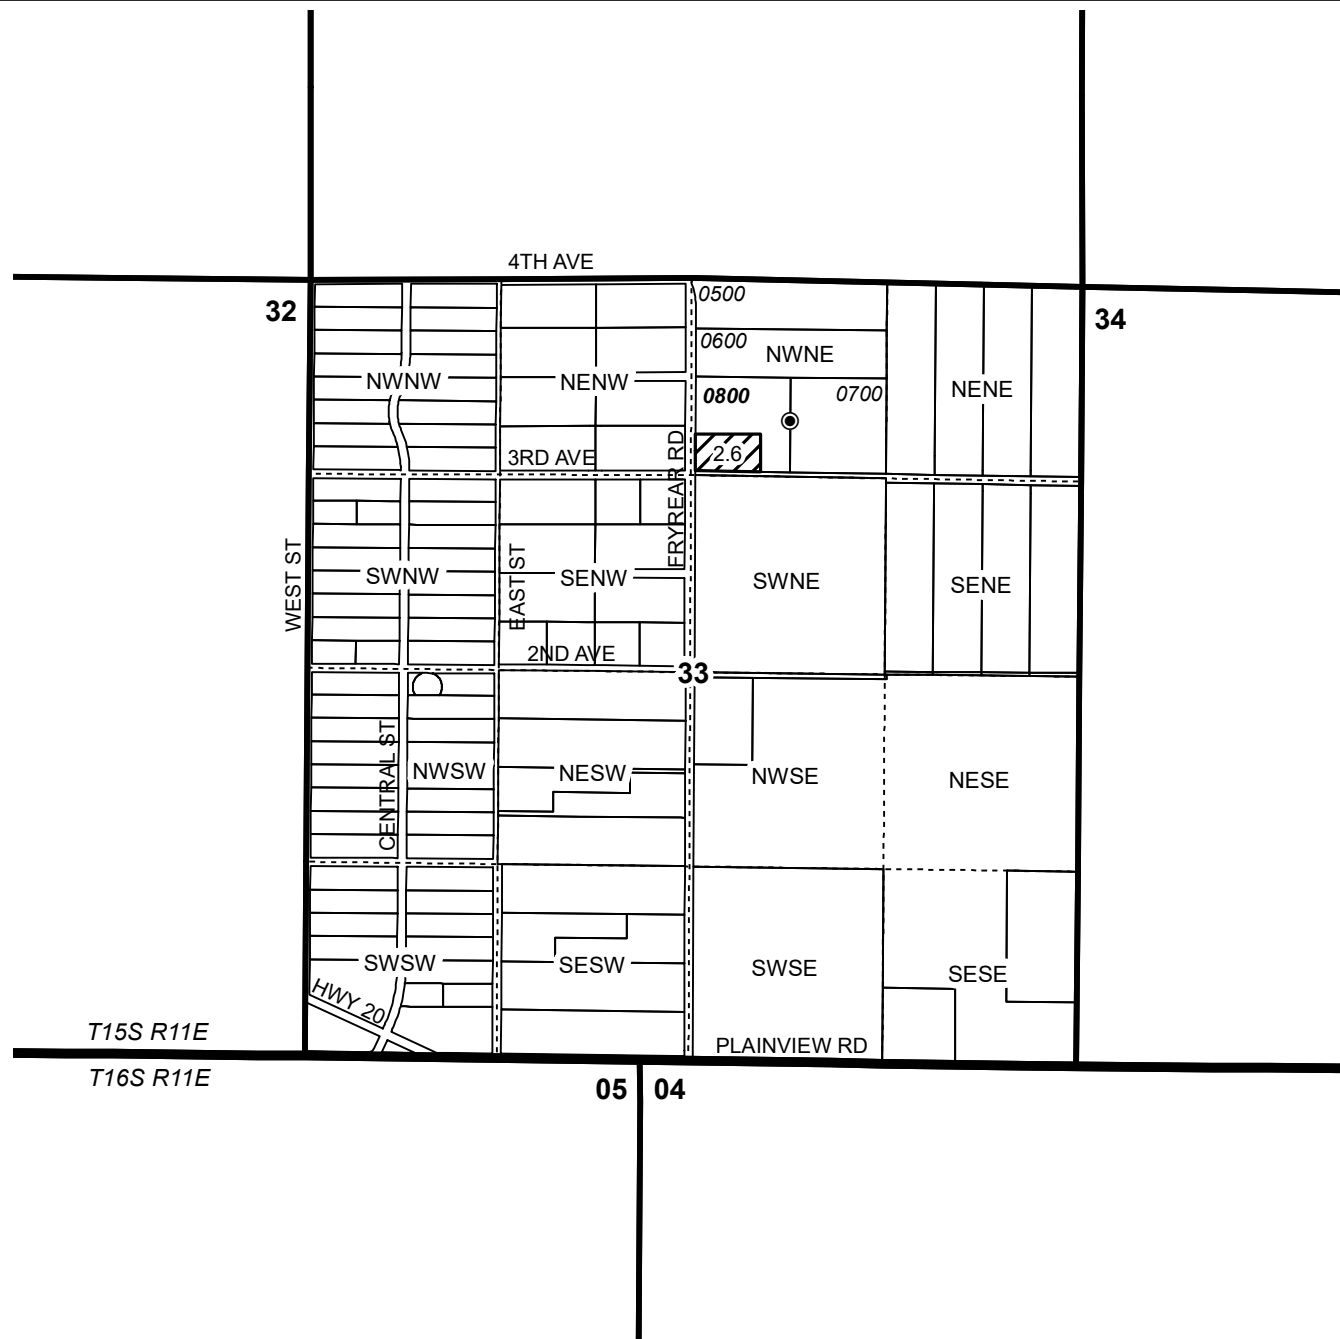 4TH AVE
32
34
0500
0600
NWNE
NWNW
NENW
0800
0700
NENE
3RD AVE
2.6
FRYREAR RD
WEST ST
EAST ST
SWNW
SENW
SWNE
SENE
2ND AVE
33
CENTRAL ST
NWSW
NESW
NWSE
NESE
SWSW
SESW
SWSE
SESE
HWY 20
T15S R11E
PLAINVIEW RD
T16S R11E
05
04